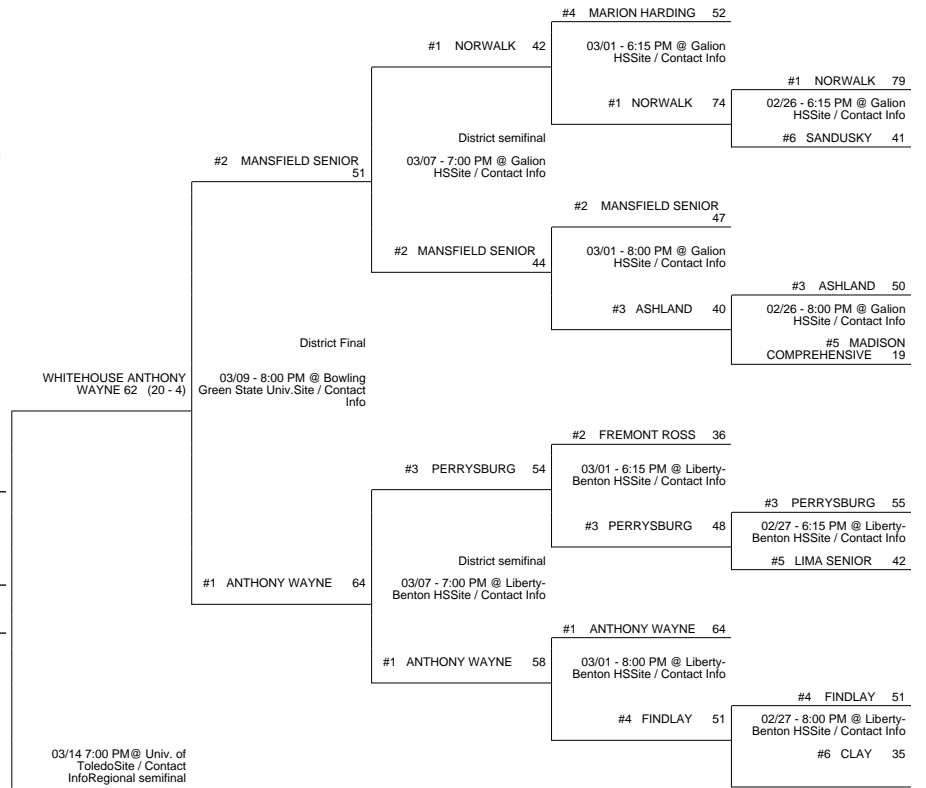 #4 MARION HARDING 52
#1 NORWALK 42
03/01 - 6:15 PM @ Galion
HSSite / Contact Info
#1 NORWALK 79
#1 NORWALK 74
02/26 - 6:15 PM @ Galion
HSSite / Contact Info
#6 SANDUSKY 41
District semifinal
03/07 - 7:00 PM @ Galion
HSSite / Contact Info
#2 MANSFIELD SENIOR
51
#2 MANSFIELD SENIOR
47
#2 MANSFIELD SENIOR
44
03/01 - 8:00 PM @ Galion
HSSite / Contact Info
#3 ASHLAND 50
#3 ASHLAND 40
02/26 - 8:00 PM @ Galion
HSSite / Contact Info
#5 MADISON
COMPREHENSIVE 19
District Final
WHITEHOUSE ANTHONY
WAYNE 62 (20 - 4)
03/09 - 8:00 PM @ Bowling
Green State Univ.Site / Contact
Info
#2 FREMONT ROSS 36
#3 PERRYSBURG 54
03/01 - 6:15 PM @ Liberty-
Benton HSSite / Contact Info
#3 PERRYSBURG 55
#3 PERRYSBURG 48
02/27 - 6:15 PM @ Liberty-
Benton HSSite / Contact Info
#5 LIMA SENIOR 42
District semifinal
03/07 - 7:00 PM @ Liberty-
Benton HSSite / Contact Info
#1 ANTHONY WAYNE 64
#1 ANTHONY WAYNE 64
#1 ANTHONY WAYNE 58
03/01 - 8:00 PM @ Liberty-
Benton HSSite / Contact Info
#4 FINDLAY 51
#4 FINDLAY 51
02/27 - 8:00 PM @ Liberty-
Benton HSSite / Contact Info
#6 CLAY 35
03/14 7:00 PM@ Univ. of
ToledoSite / Contact
InfoRegional semifinal